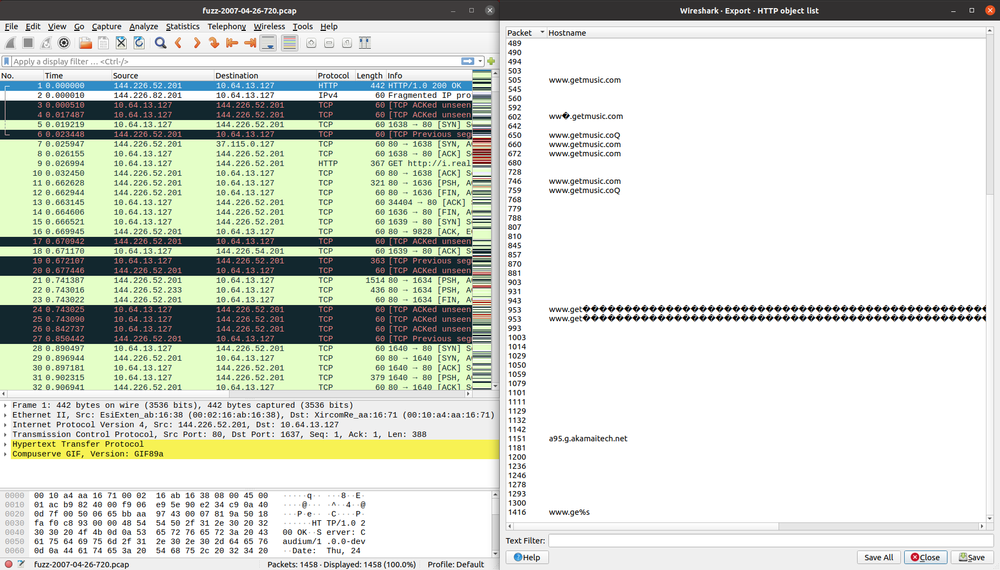 fuzz-2007-04-26-720.pcap
File Edit View Go Capture Analyze Statistics Telephony Wireless Tools Help
Apply a display filter … <Ctrl-/>
No. Time Source Destination Protocol Length Info
1 0.000000 144.226.52.201 10.64.13.127 HTTP 442 HTTP/1.0 200 OK
2 0.000010 144.226.82.201 10.64.13.127 IPv4 60 Fragmented IP pro
3 0.000510 10.64.13.127 144.226.52.201 TCP 60 [TCP ACKed unseen
4 0.017487 10.64.13.127 144.226.52.201 TCP 60 [TCP ACKed unseen
5 0.019219 10.64.13.127 144.226.52.201 TCP 60 1638 → 80 [SYN] S
6 0.023448 10.64.13.127 144.226.52.201 TCP 60 [TCP Previous seg
7 0.025947 144.226.52.201 37.115.0.127 TCP 60 80 → 1638 [SYN, A
8 0.026155 10.64.13.127 144.226.52.201 TCP 60 1638 → 80 [ACK] S
9 0.026994 10.64.13.127 144.226.52.201 HTTP 367 GET http://i.real
10 0.032450 144.226.52.201 10.64.13.127 TCP 60 80 → 1638 [ACK] S
11 0.662628 144.226.52.201 10.64.13.127 TCP 321 80 → 1636 [PSH, A
12 0.662944 144.226.52.201 10.64.13.127 TCP 60 80 → 1636 [FIN, A
13 0.663145 10.64.13.127 144.226.52.201 TCP 60 34404 → 80 [ACK]
14 0.664606 10.64.13.127 144.226.52.201 TCP 60 1636 → 80 [FIN, A
15 0.666521 10.64.13.127 144.226.52.201 TCP 60 1639 → 80 [SYN] S
16 0.669945 144.226.52.201 10.64.13.127 TCP 60 80 → 9828 [ACK, E
17 0.670942 144.226.52.201 10.64.13.127 TCP 60 [TCP ACKed unseen
18 0.671170 10.64.13.127 144.226.54.201 TCP 60 1639 → 80 [ACK] S
19 0.672107 10.64.13.127 144.226.52.201 TCP 363 [TCP Previous seg
20 0.677446 144.226.52.201 10.64.13.127 TCP 60 [TCP ACKed unseen
21 0.741387 144.226.52.201 10.64.13.127 TCP 1514 80 → 1634 [PSH, A
22 0.743016 144.226.52.233 10.64.13.127 TCP 436 80 → 1634 [PSH, A
23 0.743022 144.226.52.201 10.64.13.127 TCP 60 80 → 1634 [FIN, A
24 0.743025 10.64.13.127 144.226.52.201 TCP 60 [TCP ACKed unseen
25 0.743090 10.64.13.127 144.226.52.201 TCP 60 [TCP ACKed unseen
26 0.842737 10.64.13.127 144.226.52.201 TCP 60 [TCP ACKed unseen
27 0.850442 144.226.52.201 10.64.13.127 TCP 60 [TCP Previous seg
28 0.890497 10.64.13.127 144.226.52.201 TCP 60 1640 → 80 [SYN] S
29 0.896944 144.226.52.201 10.64.13.127 TCP 60 80 → 1640 [SYN, A
30 0.897181 10.64.13.127 144.226.52.201 TCP 60 1640 → 80 [ACK] S
31 0.902315 10.64.13.127 144.226.52.201 TCP 379 1640 → 80 [PSH, A
32 0.906941 144.226.52.201 10.64.13.127 TCP 60 80 → 1640 [ACK] S
Frame 1: 442 bytes on wire (3536 bits), 442 bytes captured (3536 bits)
Ethernet II, Src: EsiExten_ab:16:38 (00:02:16:ab:16:38), Dst: XircomRe_aa:16:71 (00:10:a4:aa:16:71)
Internet Protocol Version 4, Src: 144.226.52.201, Dst: 10.64.13.127
Transmission Control Protocol, Src Port: 80, Dst Port: 1637, Seq: 1, Ack: 1, Len: 388
Hypertext Transfer Protocol
Compuserve GIF, Version: GIF89a
0000 00 10 a4 aa 16 71 00 02 16 ab 16 38 08 00 45 00 ·····q·· ···8··E·
0010 01 ac b9 82 40 00 f9 06 e9 5e 90 e2 34 c9 0a 40 ····@··· ·^··4··@
0020 0d 7f 00 50 06 65 bb aa 97 43 00 07 81 9a 50 18 ···P·e·· ·C····P·
0030 fa f0 c8 93 00 00 48 54 54 50 2f 31 2e 30 20 32 ······HT TP/1.0 2
0040 30 30 20 4f 4b 0d 0a 53 65 72 76 65 72 3a 20 43 00 OK··S erver: C
0050 61 75 64 69 75 6d 2f 31 2e 30 2e 30 2d 64 65 76 audium/1 .0.0-dev
0060 0d 0a 44 61 74 65 3a 20 54 68 75 2c 20 32 34 20 ··Date:  Thu, 24
fuzz-2007-04-26-720.pcap Packets: 1458 · Displayed: 1458 (100.0%) Profile: Default
Wireshark · Export · HTTP object list
Packet Hostname
489
490
494
503
505 www.getmusic.com
545
560
592
602 ww�.getmusic.com
642
650 www.getmusic.coQ
660 www.getmusic.com
672 www.getmusic.com
680
728
746 www.getmusic.com
759 www.getmusic.coQ
768
779
788
807
810
845
857
870
881
903
931
943
953 www.get������������������������������������������������
953 www.get������������������������������������������������
993
1003
1014
1029
1050
1059
1079
1101
1111
1129
1132
1142
1151 a95.g.akamaitech.net
1181
1200
1236
1246
1278
1293
1300
1416 www.ge%s
Text Filter:
Help Save All Close Save